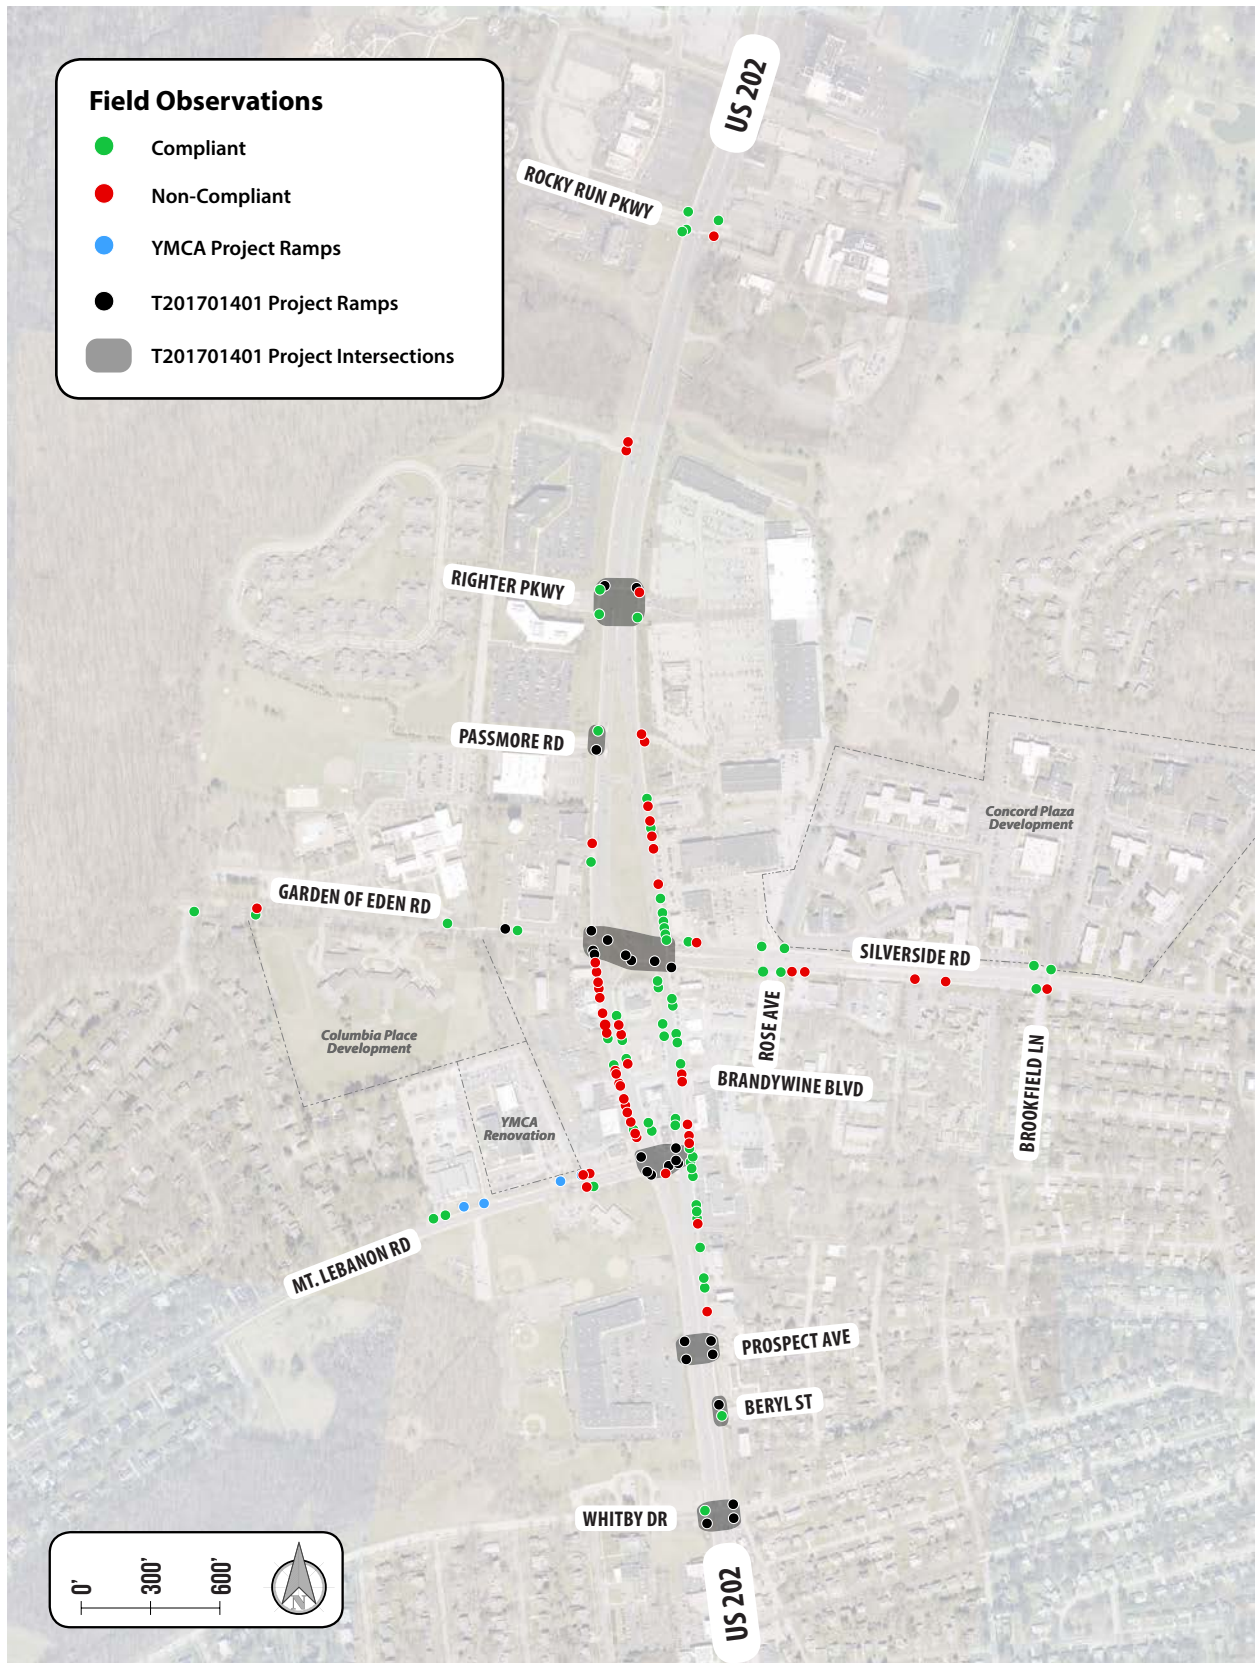 US 202
Field Observations
Compliant
Non-Compliant
YMCA Project Ramps
T201701401 Project Ramps
T201701401 Project Intersections
ROCKY RUN PKWY
RIGHTER PKWY
PASSMORE RD
Concord Plaza
Development
GARDEN OF EDEN RD
SILVERSIDE RD
ROSE AVE
Columbia Place
Development
BRANDYWINE BLVD
BROOKFIELD LN
YMCA
Renovation
MT. LEBANON RD
PROSPECT AVE
BERYL ST
WHITBY DR
0'
300'
600'
N
US 202